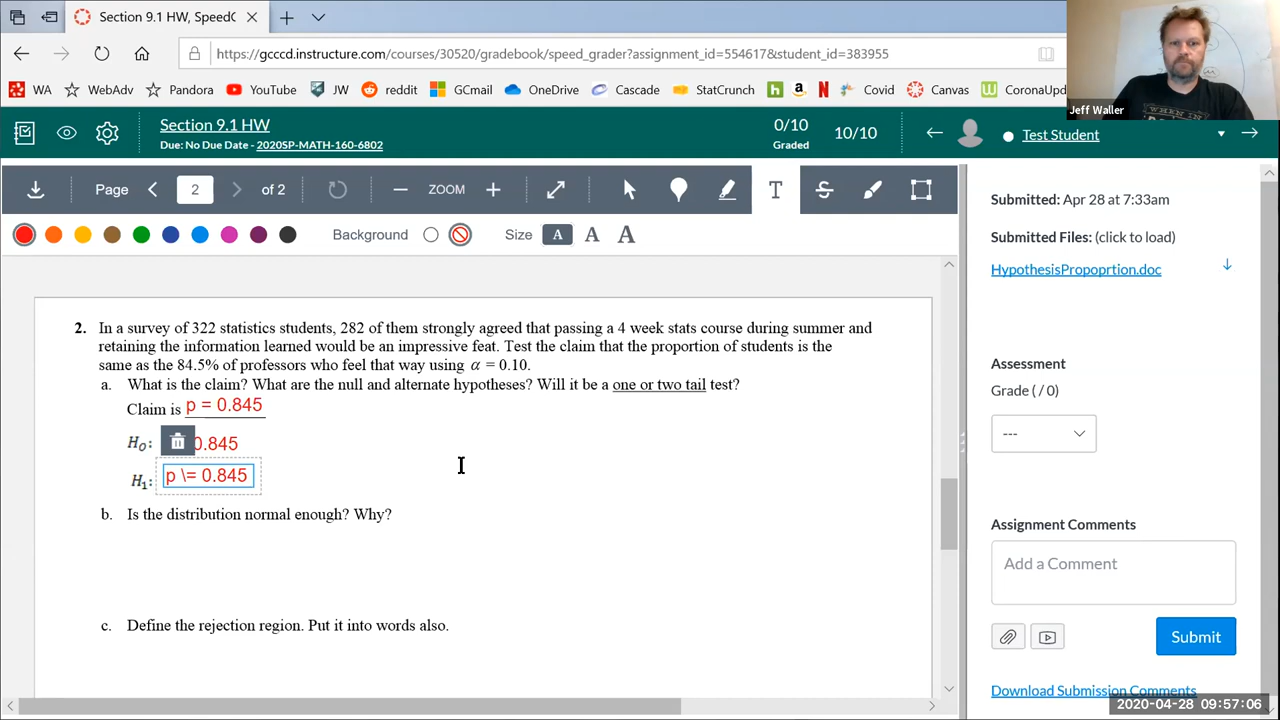 Section 9.1 HW, SpeedG
https://gcccd.instructure.com/courses/30520/gradebook/speed_grader?assignment_id=554617&student_id=383955
WA WebAdv Pandora YouTube JW reddit GCmail OneDrive Cascade StatCrunch Covid Canvas CoronaUpd
Jeff Waller
Section 9.1 HW
Due: No Due Date - 2020SP-MATH-160-6802
0/10
Graded
10/10
Test Student
Page 2 of 2 ZOOM
Background Size A A A
Submitted: Apr 28 at 7:33am
Submitted Files: (click to load)
HypothesisPropoprtion.doc
2. In a survey of 322 statistics students, 282 of them strongly agreed that passing a 4 week stats course during summer and
retaining the information learned would be an impressive feat. Test the claim that the proportion of students is the
same as the 84.5% of professors who feel that way using α = 0.10.
a. What is the claim? What are the null and alternate hypotheses? Will it be a one or two tail test?
Claim is p = 0.845
H0: 0.845
H1: p \= 0.845
b. Is the distribution normal enough? Why?
c. Define the rejection region. Put it into words also.
Assessment
Grade ( / 0)
---
Assignment Comments
Add a Comment
Submit
Download Submission Comments
2020-04-28 09:57:06